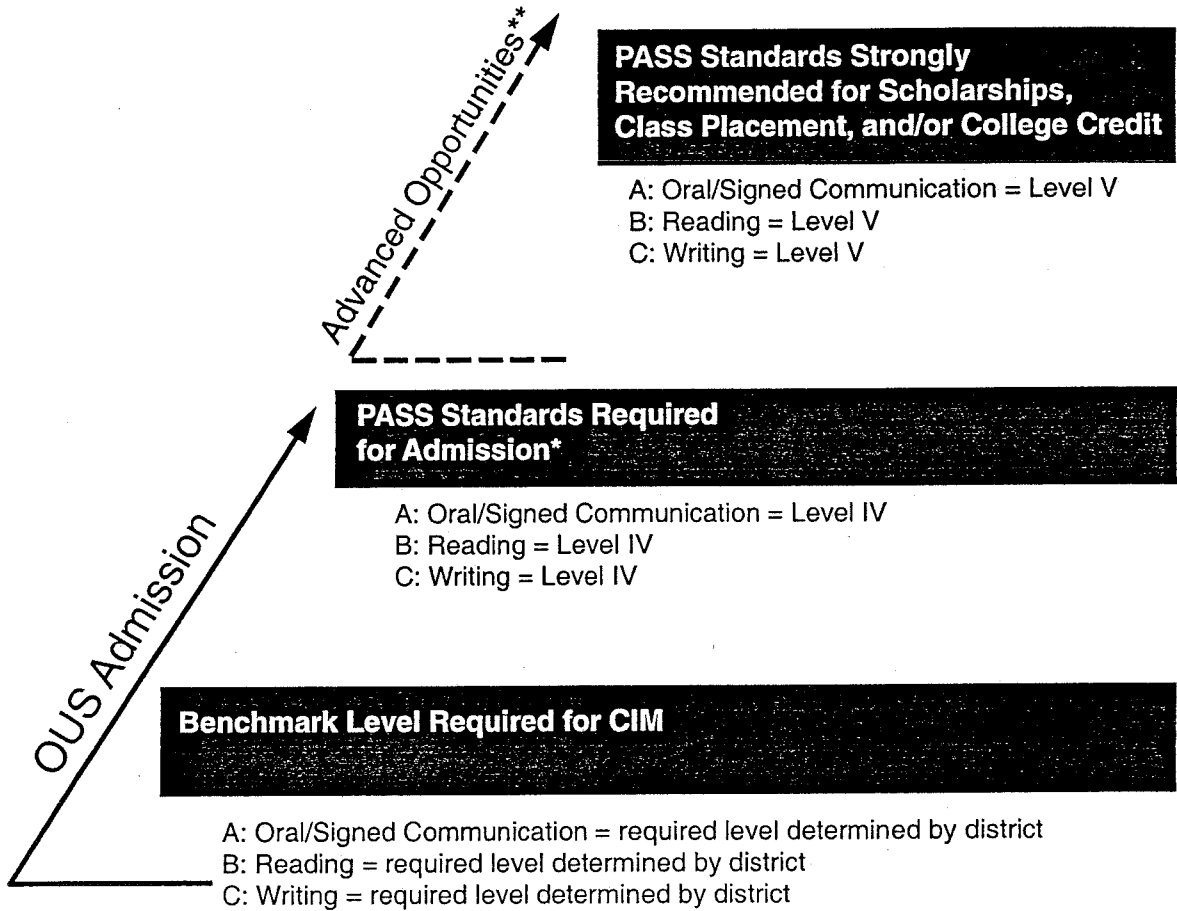 Advanced Opportunities**
PASS Standards Strongly
Recommended for Scholarships,
Class Placement, and/or College Credit
A: Oral/Signed Communication = Level V
B: Reading = Level V
C: Writing = Level V
OUS Admission
PASS Standards Required
for Admission*
A: Oral/Signed Communication = Level IV
B: Reading = Level IV
C: Writing = Level IV
Benchmark Level Required for CIM
A: Oral/Signed Communication = required level determined by district
B: Reading = required level determined by district
C: Writing = required level determined by district